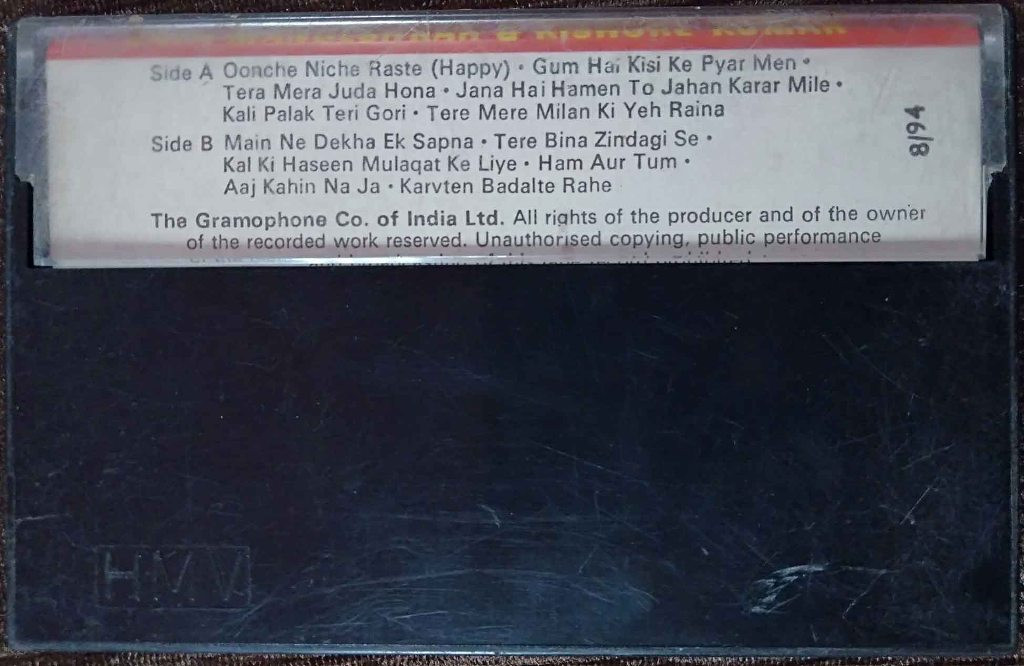 & KISHORE KUMAR
Side A Oonche Niche Raste (Happy) • Gum Hai Kisi Ke Pyar Men •
Tera Mera Juda Hona • Jana Hai Hamen To Jahan Karar Mile •
Kali Palak Teri Gori • Tere Mere Milan Ki Yeh Raina
Side B Main Ne Dekha Ek Sapna • Tere Bina Zindagi Se •
Kal Ki Haseen Mulaqat Ke Liye • Ham Aur Tum •
Aaj Kahin Na Ja • Karvten Badalte Rahe
8/94
The Gramophone Co. of India Ltd. All rights of the producer and of the owner
of the recorded work reserved. Unauthorised copying, public performance
HMV